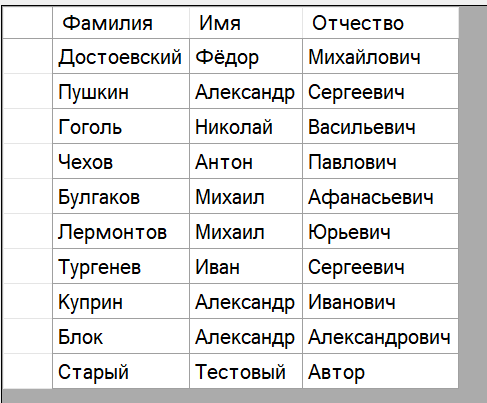 Фамилия Имя Отчество
Достоевский Фёдор Михайлович
Пушкин Александр Сергеевич
Гоголь Николай Васильевич
Чехов Антон Павлович
Булгаков Михаил Афанасьевич
Лермонтов Михаил Юрьевич
Тургенев Иван Сергеевич
Куприн Александр Иванович
Блок Александр Александрович
Старый Тестовый Автор